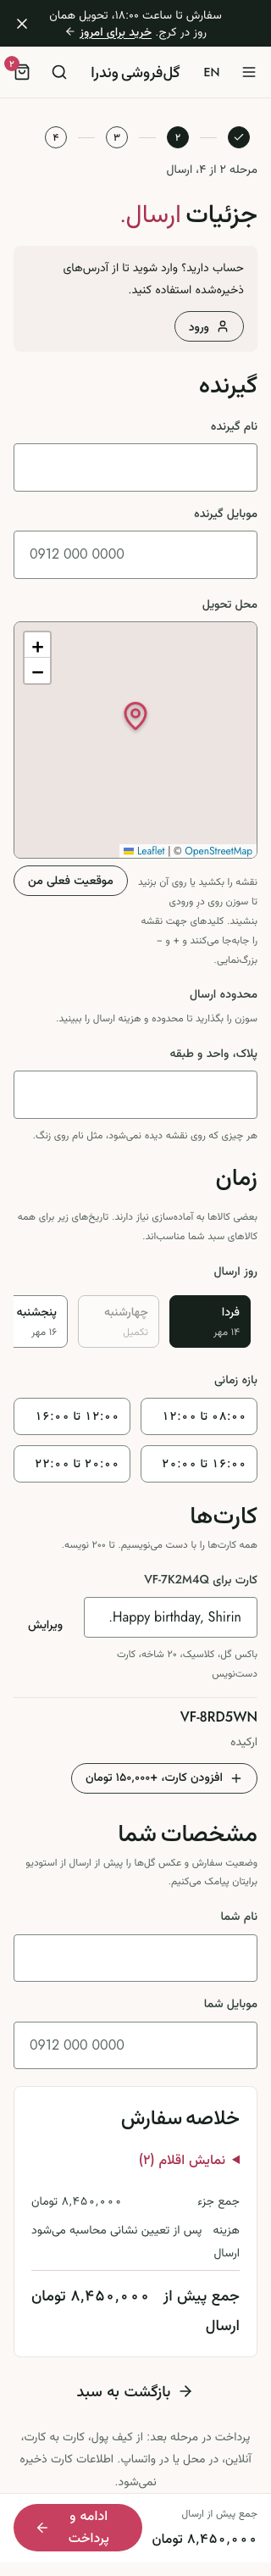 سفارش تا ساعت ۱۸:۰۰، تحویل همان
روز در کرج. خرید برای امروز ←
EN
گل‌فروشی وندرا
۲
۲
۳
۴
مرحله ۲ از ۴، ارسال
جزئیات ارسال.
حساب دارید؟ وارد شوید تا از آدرس‌های
ذخیره‌شده استفاده کنید.
ورود
گیرنده
نام گیرنده
موبایل گیرنده
0912 000 0000
محل تحویل
+
−
Leaflet | © OpenStreetMap
نقشه را بکشید یا روی آن بزنید
تا سوزن روی درِ ورودی
بنشیند. کلیدهای جهت نقشه
را جابه‌جا می‌کنند و + و −
بزرگ‌نمایی.
موقعیت فعلی من
محدوده ارسال
سوزن را بگذارید تا محدوده و هزینه ارسال را ببینید.
پلاک، واحد و طبقه
هر چیزی که روی نقشه دیده نمی‌شود، مثل نام روی زنگ.
زمان
بعضی کالاها به آماده‌سازی نیاز دارند. تاریخ‌های زیر برای همه
کالاهای سبد شما مناسب‌اند.
روز ارسال
فردا
۱۴ مهر
چهارشنبه
تکمیل
پنجشنبه
۱۶ مهر
بازه زمانی
۰۸:۰۰ تا ۱۲:۰۰
۱۲:۰۰ تا ۱۶:۰۰
۱۶:۰۰ تا ۲۰:۰۰
۲۰:۰۰ تا ۲۲:۰۰
کارت‌ها
همه کارت‌ها را با دست می‌نویسیم. تا ۲۰۰ نویسه.
کارت برای VF-7K2M4Q
Happy birthday, Shirin.
ویرایش
باکس گل، کلاسیک، ۲۰ شاخه، کارت
دست‌نویس
VF-8RD5WN
ارکیده
افزودن کارت، +۱۵۰,۰۰۰ تومان
مشخصات شما
وضعیت سفارش و عکس گل‌ها را پیش از ارسال از استودیو
برایتان پیامک می‌کنیم.
نام شما
موبایل شما
0912 000 0000
خلاصه سفارش
نمایش اقلام (۲)
جمع جزء
۸,۴۵۰,۰۰۰ تومان
هزینه ارسال
پس از تعیین نشانی محاسبه می‌شود
جمع پیش از ارسال
۸,۴۵۰,۰۰۰ تومان
بازگشت به سبد
پرداخت در مرحله بعد: از کیف پول، کارت به کارت،
آنلاین، در محل یا در واتساپ. اطلاعات کارت ذخیره
نمی‌شود.
جمع پیش از ارسال
۸,۴۵۰,۰۰۰ تومان
ادامه و پرداخت